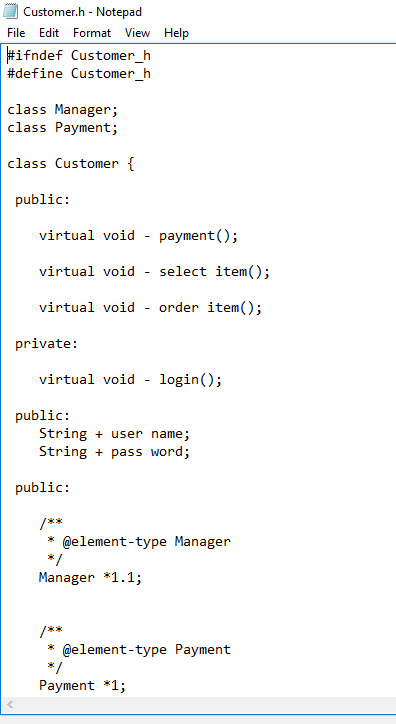 Customer.h - Notepad
File Edit Format View Help
#ifndef Customer_h
#define Customer_h
class Manager;
class Payment;
class Customer {
public:
virtual void - payment();
virtual void - select item();
virtual void - order item();
private:
virtual void - login();
public:
String + user name;
String + pass word;
public:
/**
* @element-type Manager
*/
Manager *1.1;
/**
* @element-type Payment
*/
Payment *1;